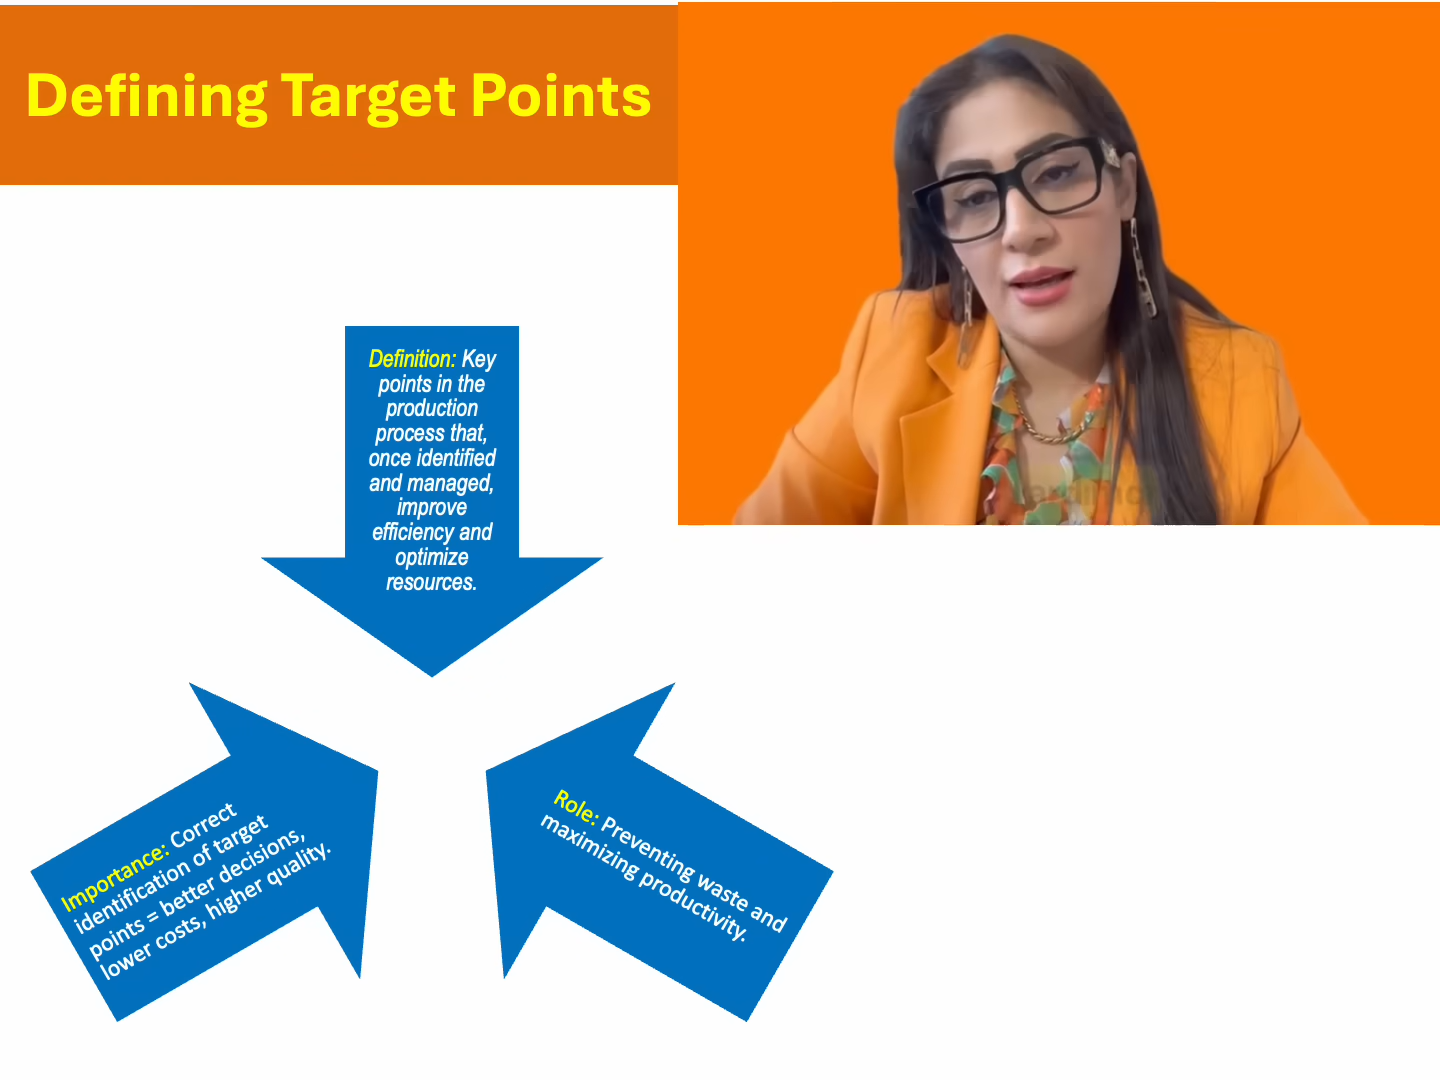 Defining Target Points
Definition: Key
points in the
production
process that,
once identified
and managed,
improve
efficiency and
optimize
resources.
Importance: Correct
identification of target
points = better decisions,
lower costs, higher quality.
Role: Preventing waste and
maximizing productivity.